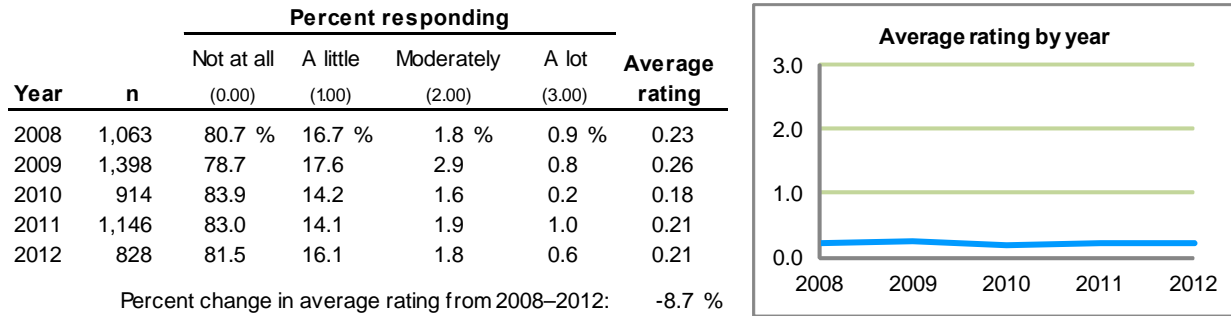 Percent responding
Not at all A little Moderately A lot Average
Year n (0.00) (1.00) (2.00) (3.00) rating
2008 1,063 80.7 % 16.7 % 1.8 % 0.9 % 0.23
2009 1,398 78.7 17.6 2.9 0.8 0.26
2010 914 83.9 14.2 1.6 0.2 0.18
2011 1,146 83.0 14.1 1.9 1.0 0.21
2012 828 81.5 16.1 1.8 0.6 0.21
Percent change in average rating from 2008–2012: -8.7 %
Average rating by year
3.0
2.0
1.0
0.0
2008 2009 2010 2011 2012